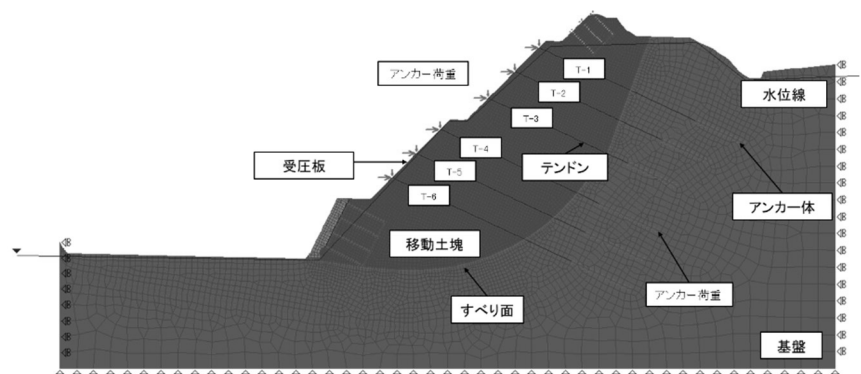 アンカー荷重
T-1
T-2
T-3
T-4
T-5
T-6
水位線
受圧板
テンドン
アンカー体
移動土塊
アンカー荷重
すべり面
基盤